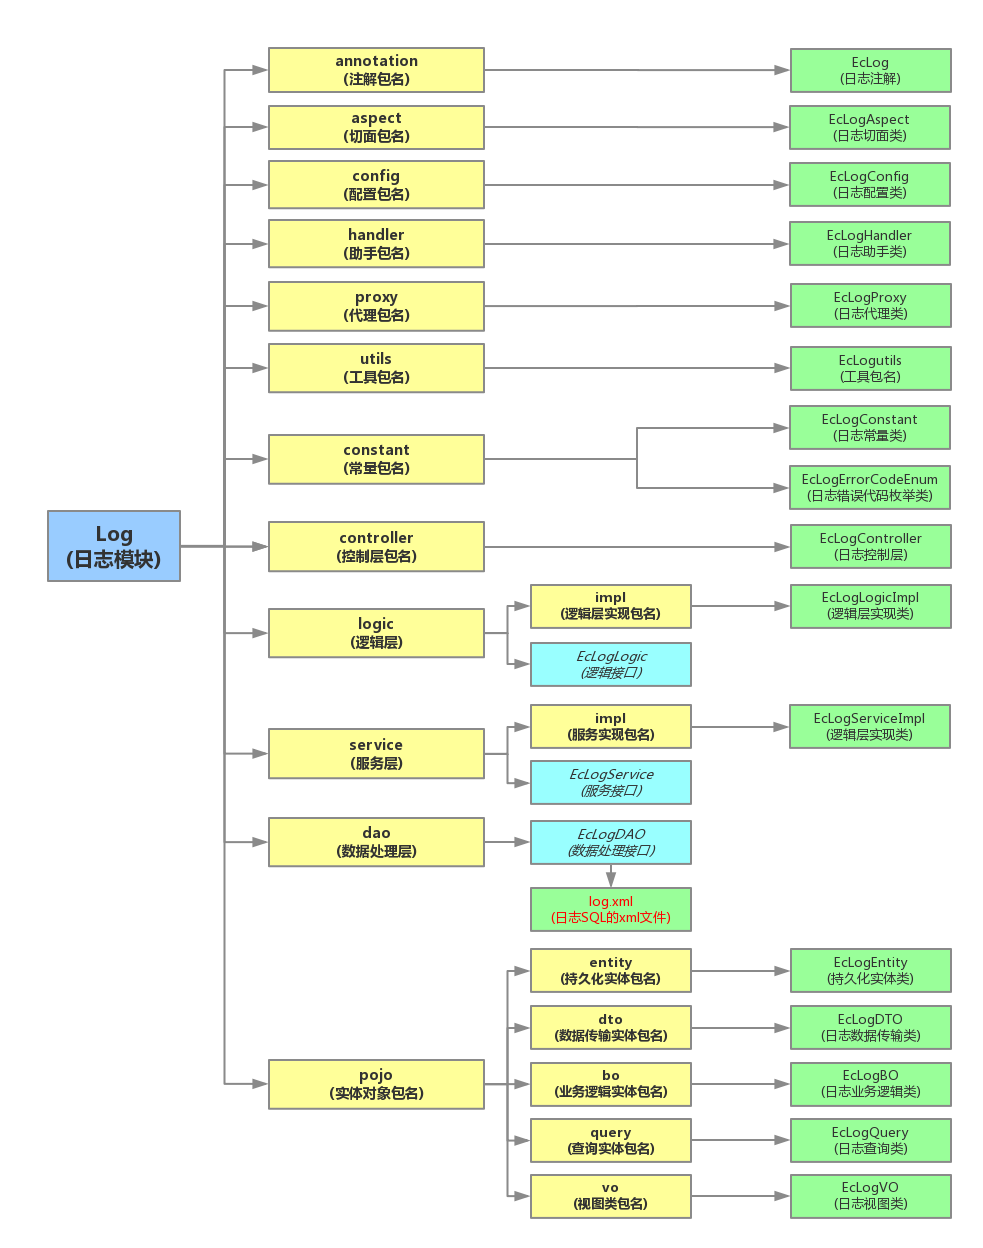 annotation
(注解包名)
EcLog
(日志注解)
aspect
(切面包名)
EcLogAspect
(日志切面类)
config
(配置包名)
EcLogConfig
(日志配置类)
handler
(助手包名)
EcLogHandler
(日志助手类)
proxy
(代理包名)
EcLogProxy
(日志代理类)
utils
(工具包名)
EcLogutils
(工具包名)
constant
(常量包名)
EcLogConstant
(日志常量类)
EcLogErrorCodeEnum
(日志错误代码枚举类)
Log
(日志模块)
controller
(控制层包名)
EcLogController
(日志控制层)
logic
(逻辑层)
impl
(逻辑层实现包名)
EcLogLogicImpl
(逻辑层实现类)
EcLogLogic
(逻辑接口)
service
(服务层)
impl
(服务实现包名)
EcLogServiceImpl
(逻辑层实现类)
EcLogService
(服务接口)
dao
(数据处理层)
EcLogDAO
(数据处理接口)
log.xml
(日志SQL的xml文件)
pojo
(实体对象包名)
entity
(持久化实体包名)
EcLogEntity
(持久化实体类)
dto
(数据传输实体包名)
EcLogDTO
(日志数据传输类)
bo
(业务逻辑实体包名)
EcLogBO
(日志业务逻辑类)
query
(查询实体包名)
EcLogQuery
(日志查询类)
vo
(视图类包名)
EcLogVO
(日志视图类)